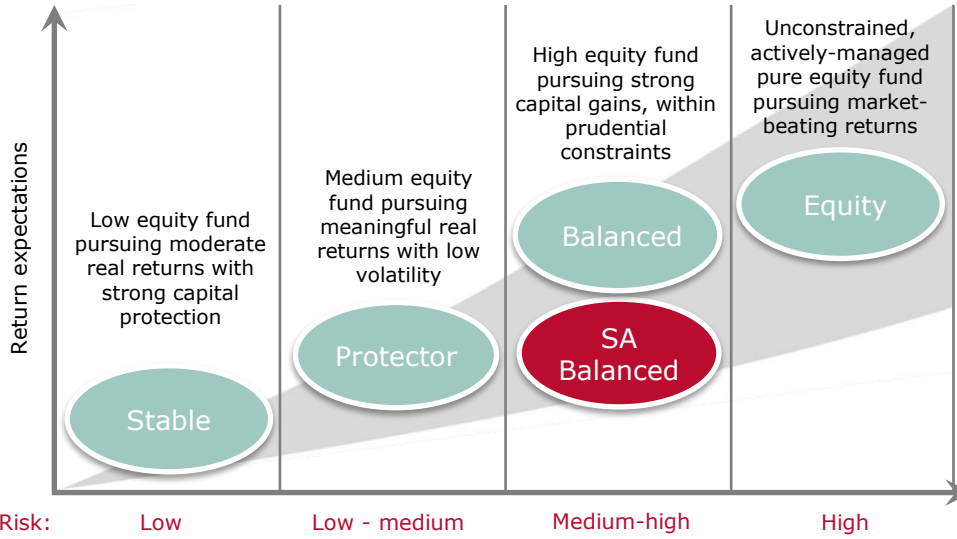 Return expectations
Low equity fund
pursuing moderate
real returns with
strong capital
protection
Stable
Medium equity
fund pursuing
meaningful real
returns with low
volatility
Protector
High equity fund
pursuing strong
capital gains, within
prudential
constraints
Balanced
SA
Balanced
Unconstrained,
actively-managed
pure equity fund
pursuing market-
beating returns
Equity
Risk:
Low
Low - medium
Medium-high
High